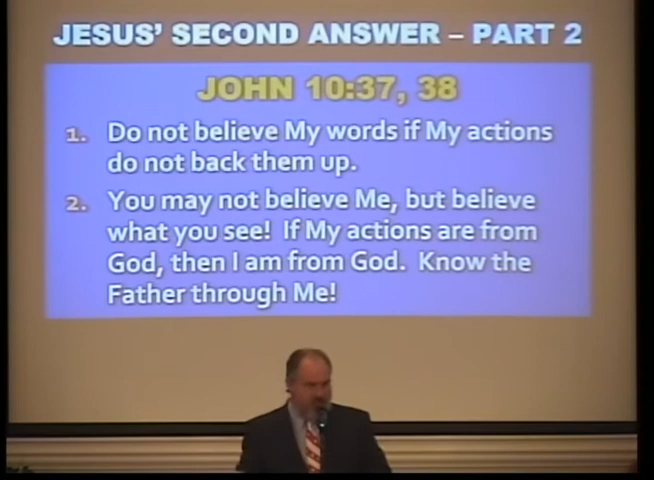 JESUS' SECOND ANSWER – PART 2
JOHN 10:37, 38
1. Do not believe My words if My actions
do not back them up.
2. You may not believe Me, but believe
what you see! If My actions are from
God, then I am from God. Know the
Father through Me!